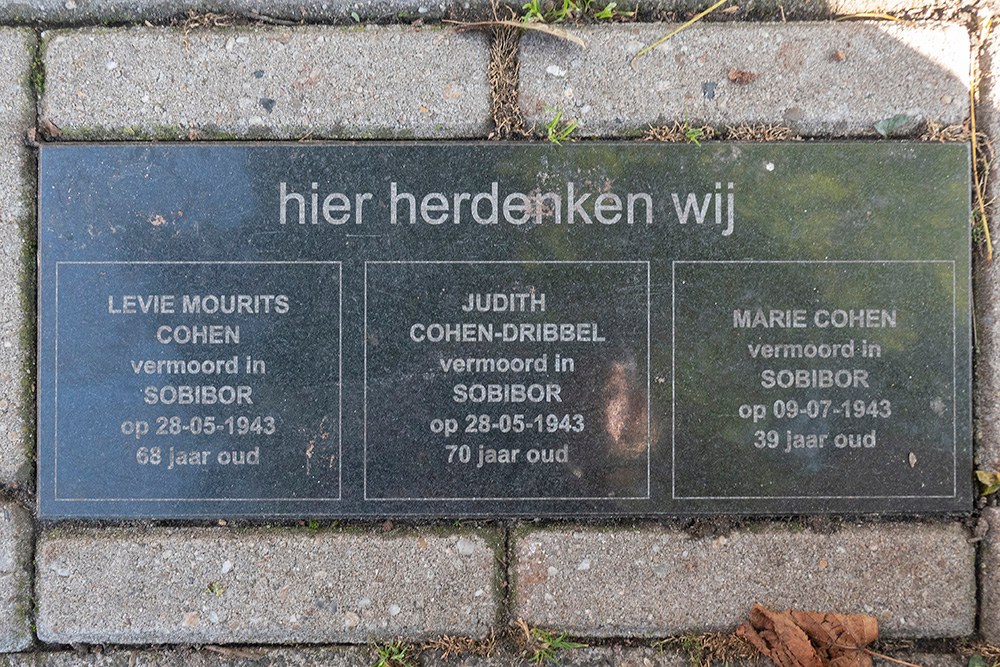 hier herdenken wij
LEVIE MOURITS
COHEN
vermoord in
SOBIBOR
op 28-05-1943
68 jaar oud
JUDITH
COHEN-DRIBBEL
vermoord in
SOBIBOR
op 28-05-1943
70 jaar oud
MARIE COHEN
vermoord in
SOBIBOR
op 09-07-1943
39 jaar oud